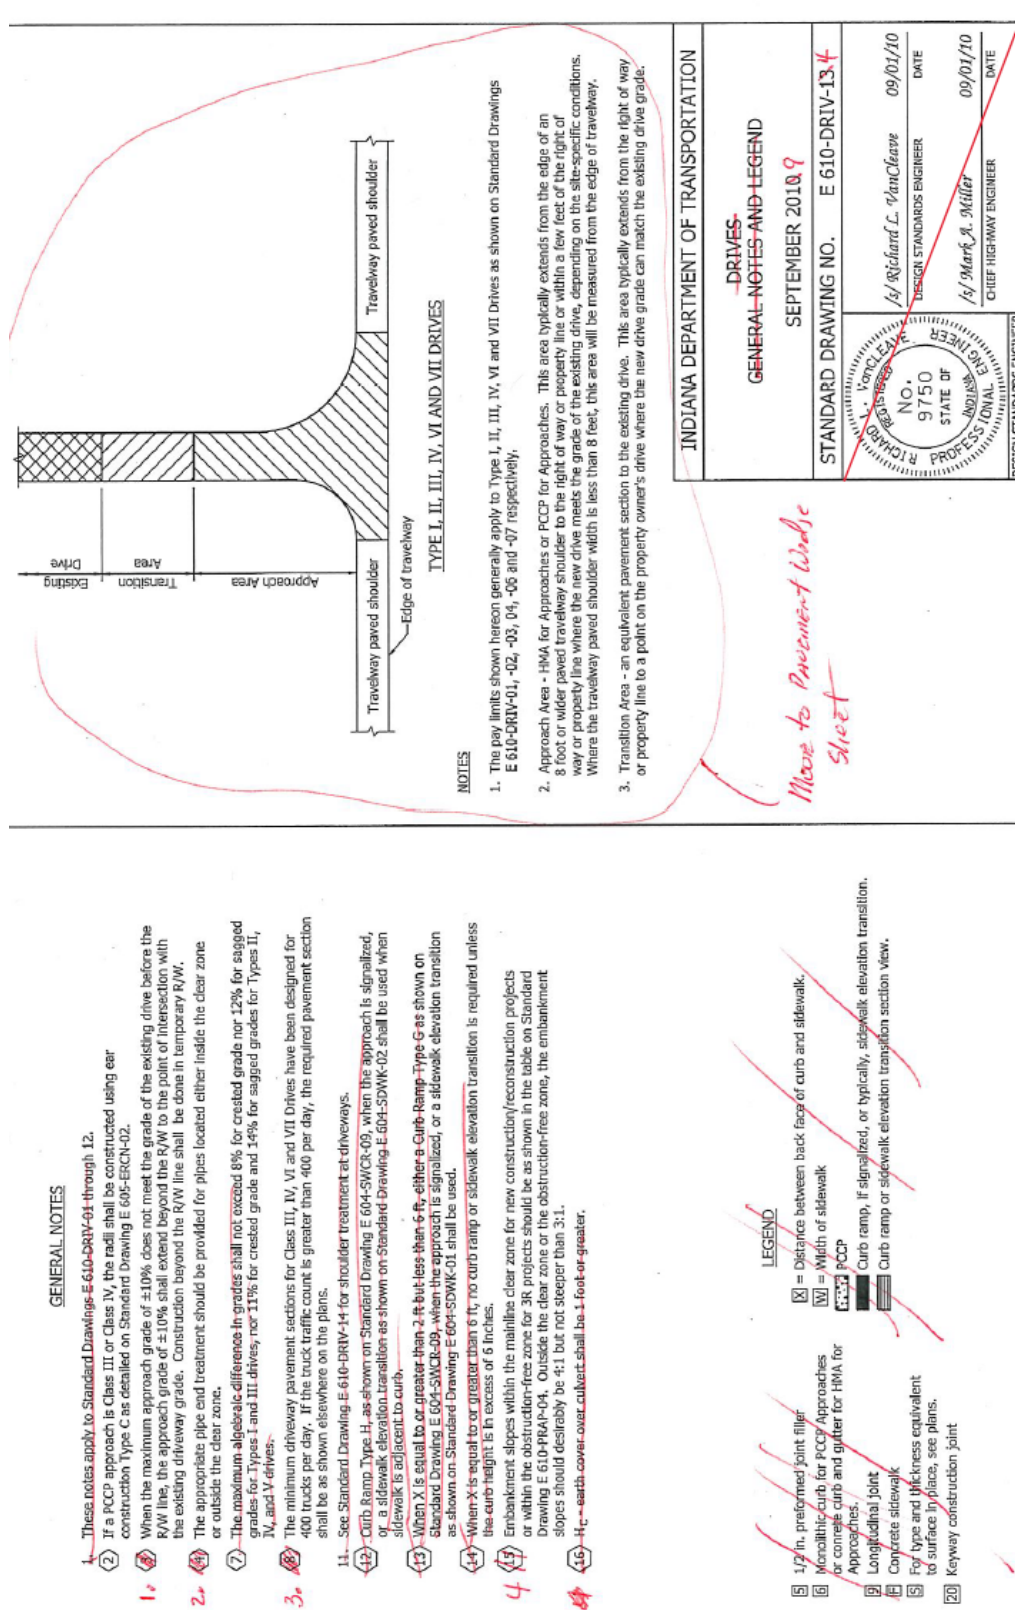 GENERAL NOTES
1. These notes apply to Standard Drawings E 610-DRIV-01 through 12.
2 If a PCCP approach is Class III or Class IV, the radii shall be constructed using ear
construction Type C as detailed on Standard Drawing E 605-ERCN-02.
1. 3 When the maximum approach grade of ±10% does not meet the grade of the existing drive before the
R/W line, the approach grade of ±10% shall extend beyond the R/W to the point of intersection with
the existing driveway grade. Construction beyond the R/W line shall be done in temporary R/W.
2. 4 The appropriate pipe end treatment should be provided for pipes located either inside the clear zone
or outside the clear zone.
7 The maximum algebraic difference in grades shall not exceed 8% for crested grade nor 12% for sagged
grades for Types I and III drives, nor 11% for crested grade and 14% for sagged grades for Types II,
IV, and V drives.
3. 8 The minimum driveway pavement sections for Class III, IV, VI and VII Drives have been designed for
400 trucks per day. If the truck traffic count is greater than 400 per day, the required pavement section
shall be as shown elsewhere on the plans.
11. See Standard Drawing E 610-DRIV-14 for shoulder treatment at driveways.
12 Curb Ramp Type H, as shown on Standard Drawing E 604-SWCR-09, when the approach is signalized,
or a sidewalk elevation transition as shown on Standard Drawing E 604-SDWK-02 shall be used when
sidewalk is adjacent to curb.
13 When X is equal to or greater than 2 ft but less than 6 ft, either a Curb Ramp Type G as shown on
Standard Drawing E 604-SWCR-09, when the approach is signalized, or a sidewalk elevation transition
as shown on Standard Drawing E 604-SDWK-01 shall be used.
14 When X is equal to or greater than 6 ft, no curb ramp or sidewalk elevation transition is required unless
the curb height is in excess of 6 inches.
4 15 Embankment slopes within the mainline clear zone for new construction/reconstruction projects
or within the obstruction-free zone for 3R projects should be as shown in the table on Standard
Drawing E 610-PRAP-04. Outside the clear zone or the obstruction-free zone, the embankment
slopes should desirably be 4:1 but not steeper than 3:1.
16 Hc = earth cover over culvert shall be 1 foot or greater.
LEGEND
5 1/2 in. preformed joint filler
6 Monolithic curb for PCCP Approaches
or concrete curb and gutter for HMA for
Approaches.
9 Longitudinal joint
F Concrete sidewalk
S For type and thickness equivalent
to surface in place, see plans.
20 Keyway construction joint
X = Distance between back face of curb and sidewalk.
W = Width of sidewalk
PCCP
Curb ramp, if signalized, or typically, sidewalk elevation transition.
Curb ramp or sidewalk elevation transition section view.
Existing
Drive
Transition
Area
Approach Area
Travelway paved shoulder
Travelway paved shoulder
Edge of travelway
TYPE I, II, III, IV, VI AND VII DRIVES
NOTES
1. The pay limits shown hereon generally apply to Type I, II, III, IV, VI and VII Drives as shown on Standard Drawings
E 610-DRIV-01, -02, -03, 04, -06 and -07 respectively.
2. Approach Area - HMA for Approaches or PCCP for Approaches. This area typically extends from the edge of an
8 foot or wider paved travelway shoulder to the right of way or property line or within a few feet of the right of
way or property line where the new drive meets the grade of the existing drive, depending on the site-specific conditions.
Where the travelway paved shoulder width is less than 8 feet, this area will be measured from the edge of travelway.
3. Transition Area - an equivalent pavement section to the existing drive. This area typically extends from the right of way
or property line to a point on the property owner's drive where the new drive grade can match the existing drive grade.
Move to Pavement Wedge
Sheet
INDIANA DEPARTMENT OF TRANSPORTATION
DRIVES
GENERAL NOTES AND LEGEND
SEPTEMBER 2010 9
STANDARD DRAWING NO. E 610-DRIV-13 4
RICHARD L. VanCLEAVE
REGISTERED
No.
9750
STATE OF
INDIANA
PROFESSIONAL ENGINEER
/s/ Richard L. VanCleave 09/01/10
DESIGN STANDARDS ENGINEER DATE
/s/ Mark A. Miller 09/01/10
CHIEF HIGHWAY ENGINEER DATE
DESIGN STANDARDS ENGINEER